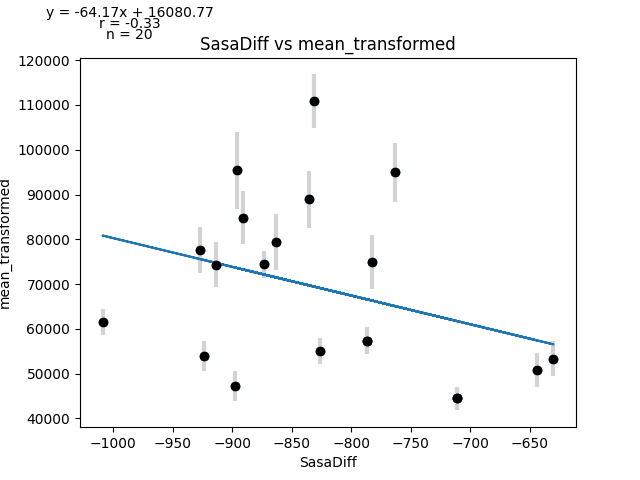 y = -64.17x + 16080.77
r = -0.33
n = 20
SasaDiff vs mean_transformed
120000
110000
100000
90000
80000
70000
60000
50000
40000
mean_transformed
−1000 −950 −900 −850 −800 −750 −700 −650
SasaDiff